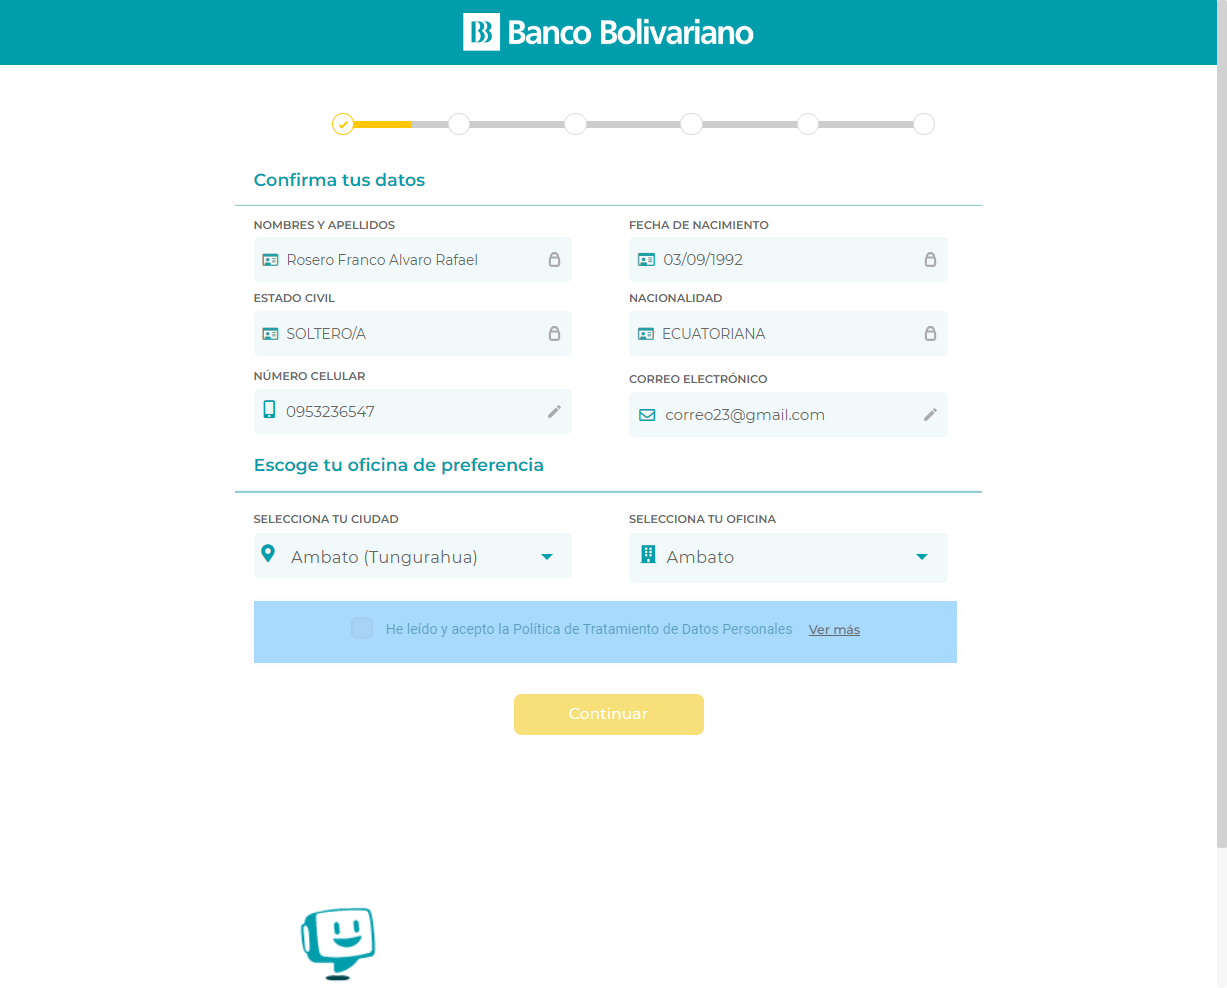 Banco Bolivariano
Confirma tus datos
NOMBRES Y APELLIDOS
Rosero Franco Alvaro Rafael
FECHA DE NACIMIENTO
03/09/1992
ESTADO CIVIL
SOLTERO/A
NACIONALIDAD
ECUATORIANA
NÚMERO CELULAR
0953236547
CORREO ELECTRÓNICO
correo23@gmail.com
Escoge tu oficina de preferencia
SELECCIONA TU CIUDAD
Ambato (Tungurahua)
SELECCIONA TU OFICINA
Ambato
He leído y acepto la Política de Tratamiento de Datos Personales Ver más
Continuar